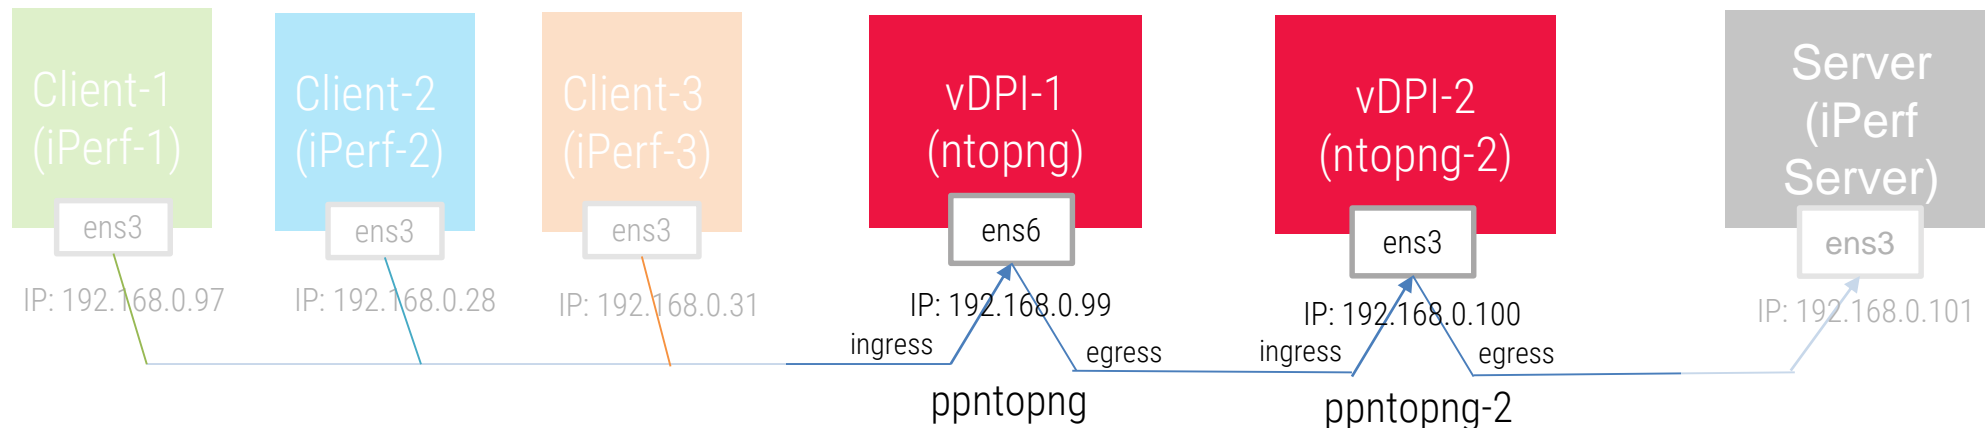 Client-1
(iPerf-1)
ens3
IP: 192.168.0.97
Client-2
(iPerf-2)
ens3
IP: 192.168.0.28
Client-3
(iPerf-3)
ens3
IP: 192.168.0.31
vDPI-1
(ntopng)
ens6
IP: 192.168.0.99
ingress
egress
ppntopng
vDPI-2
(ntopng-2)
ens3
IP: 192.168.0.100
ingress
egress
ppntopng-2
Server
(iPerf
Server)
ens3
IP: 192.168.0.101